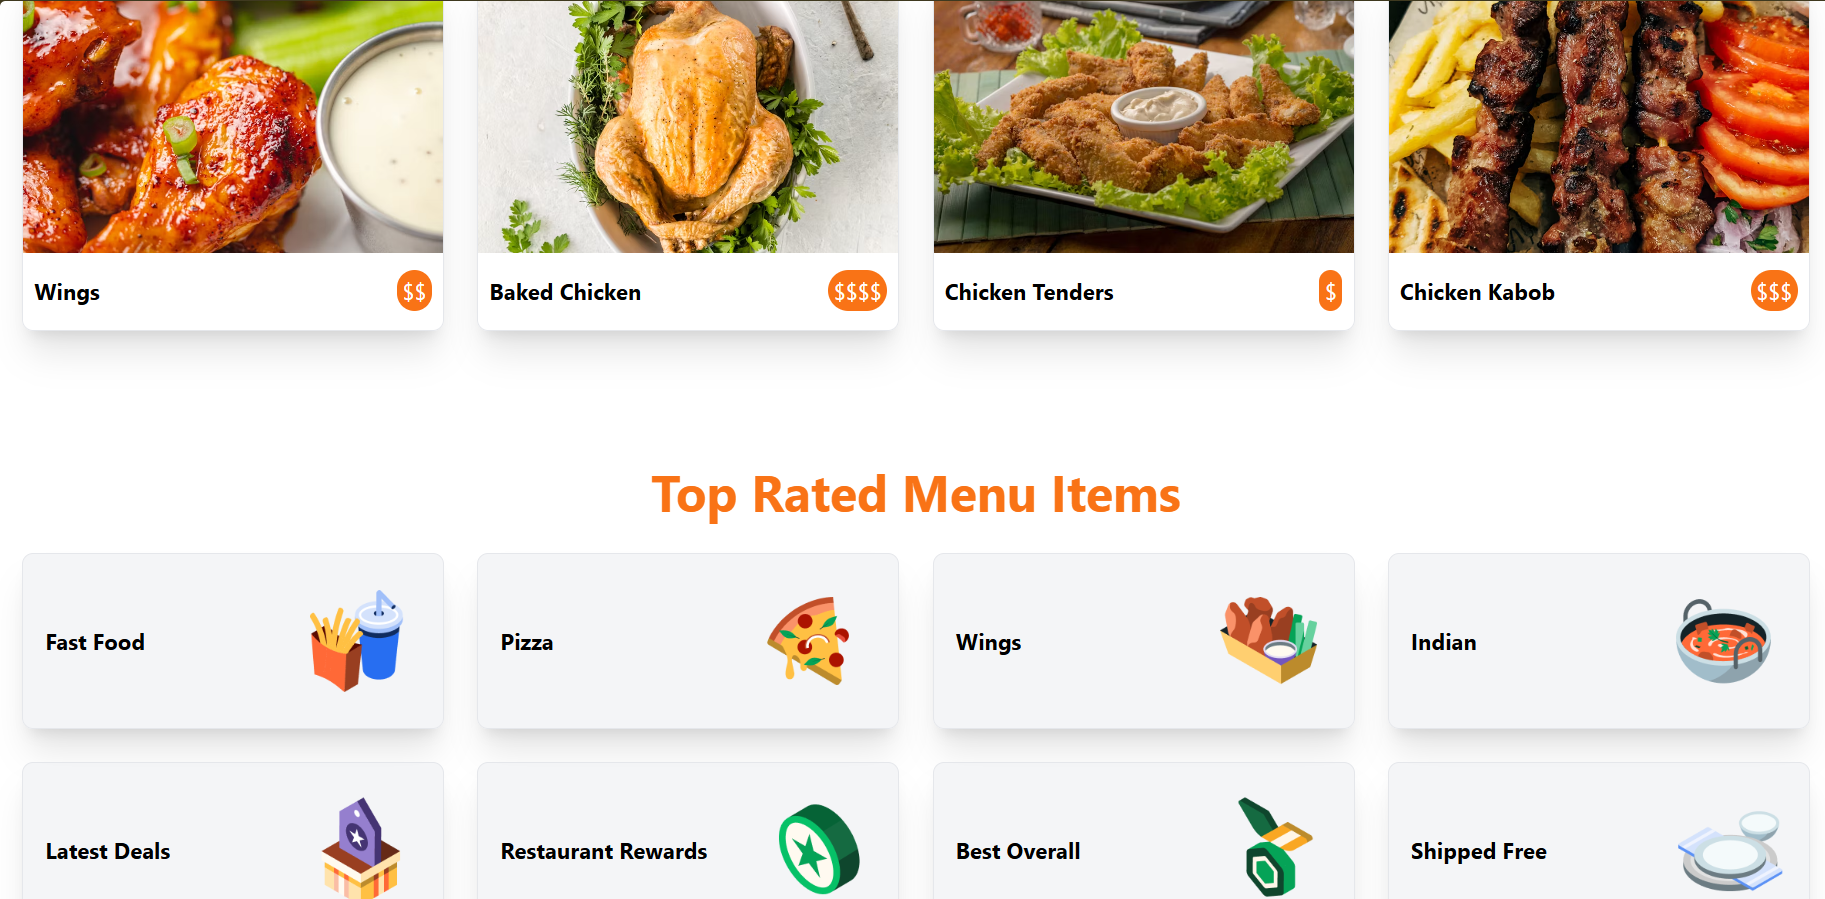 Wings
$$
Baked Chicken
$$$$
Chicken Tenders
$
Chicken Kabob
$$$
Top Rated Menu Items
Fast Food
Pizza
Wings
Indian
Latest Deals
Restaurant Rewards
Best Overall
Shipped Free